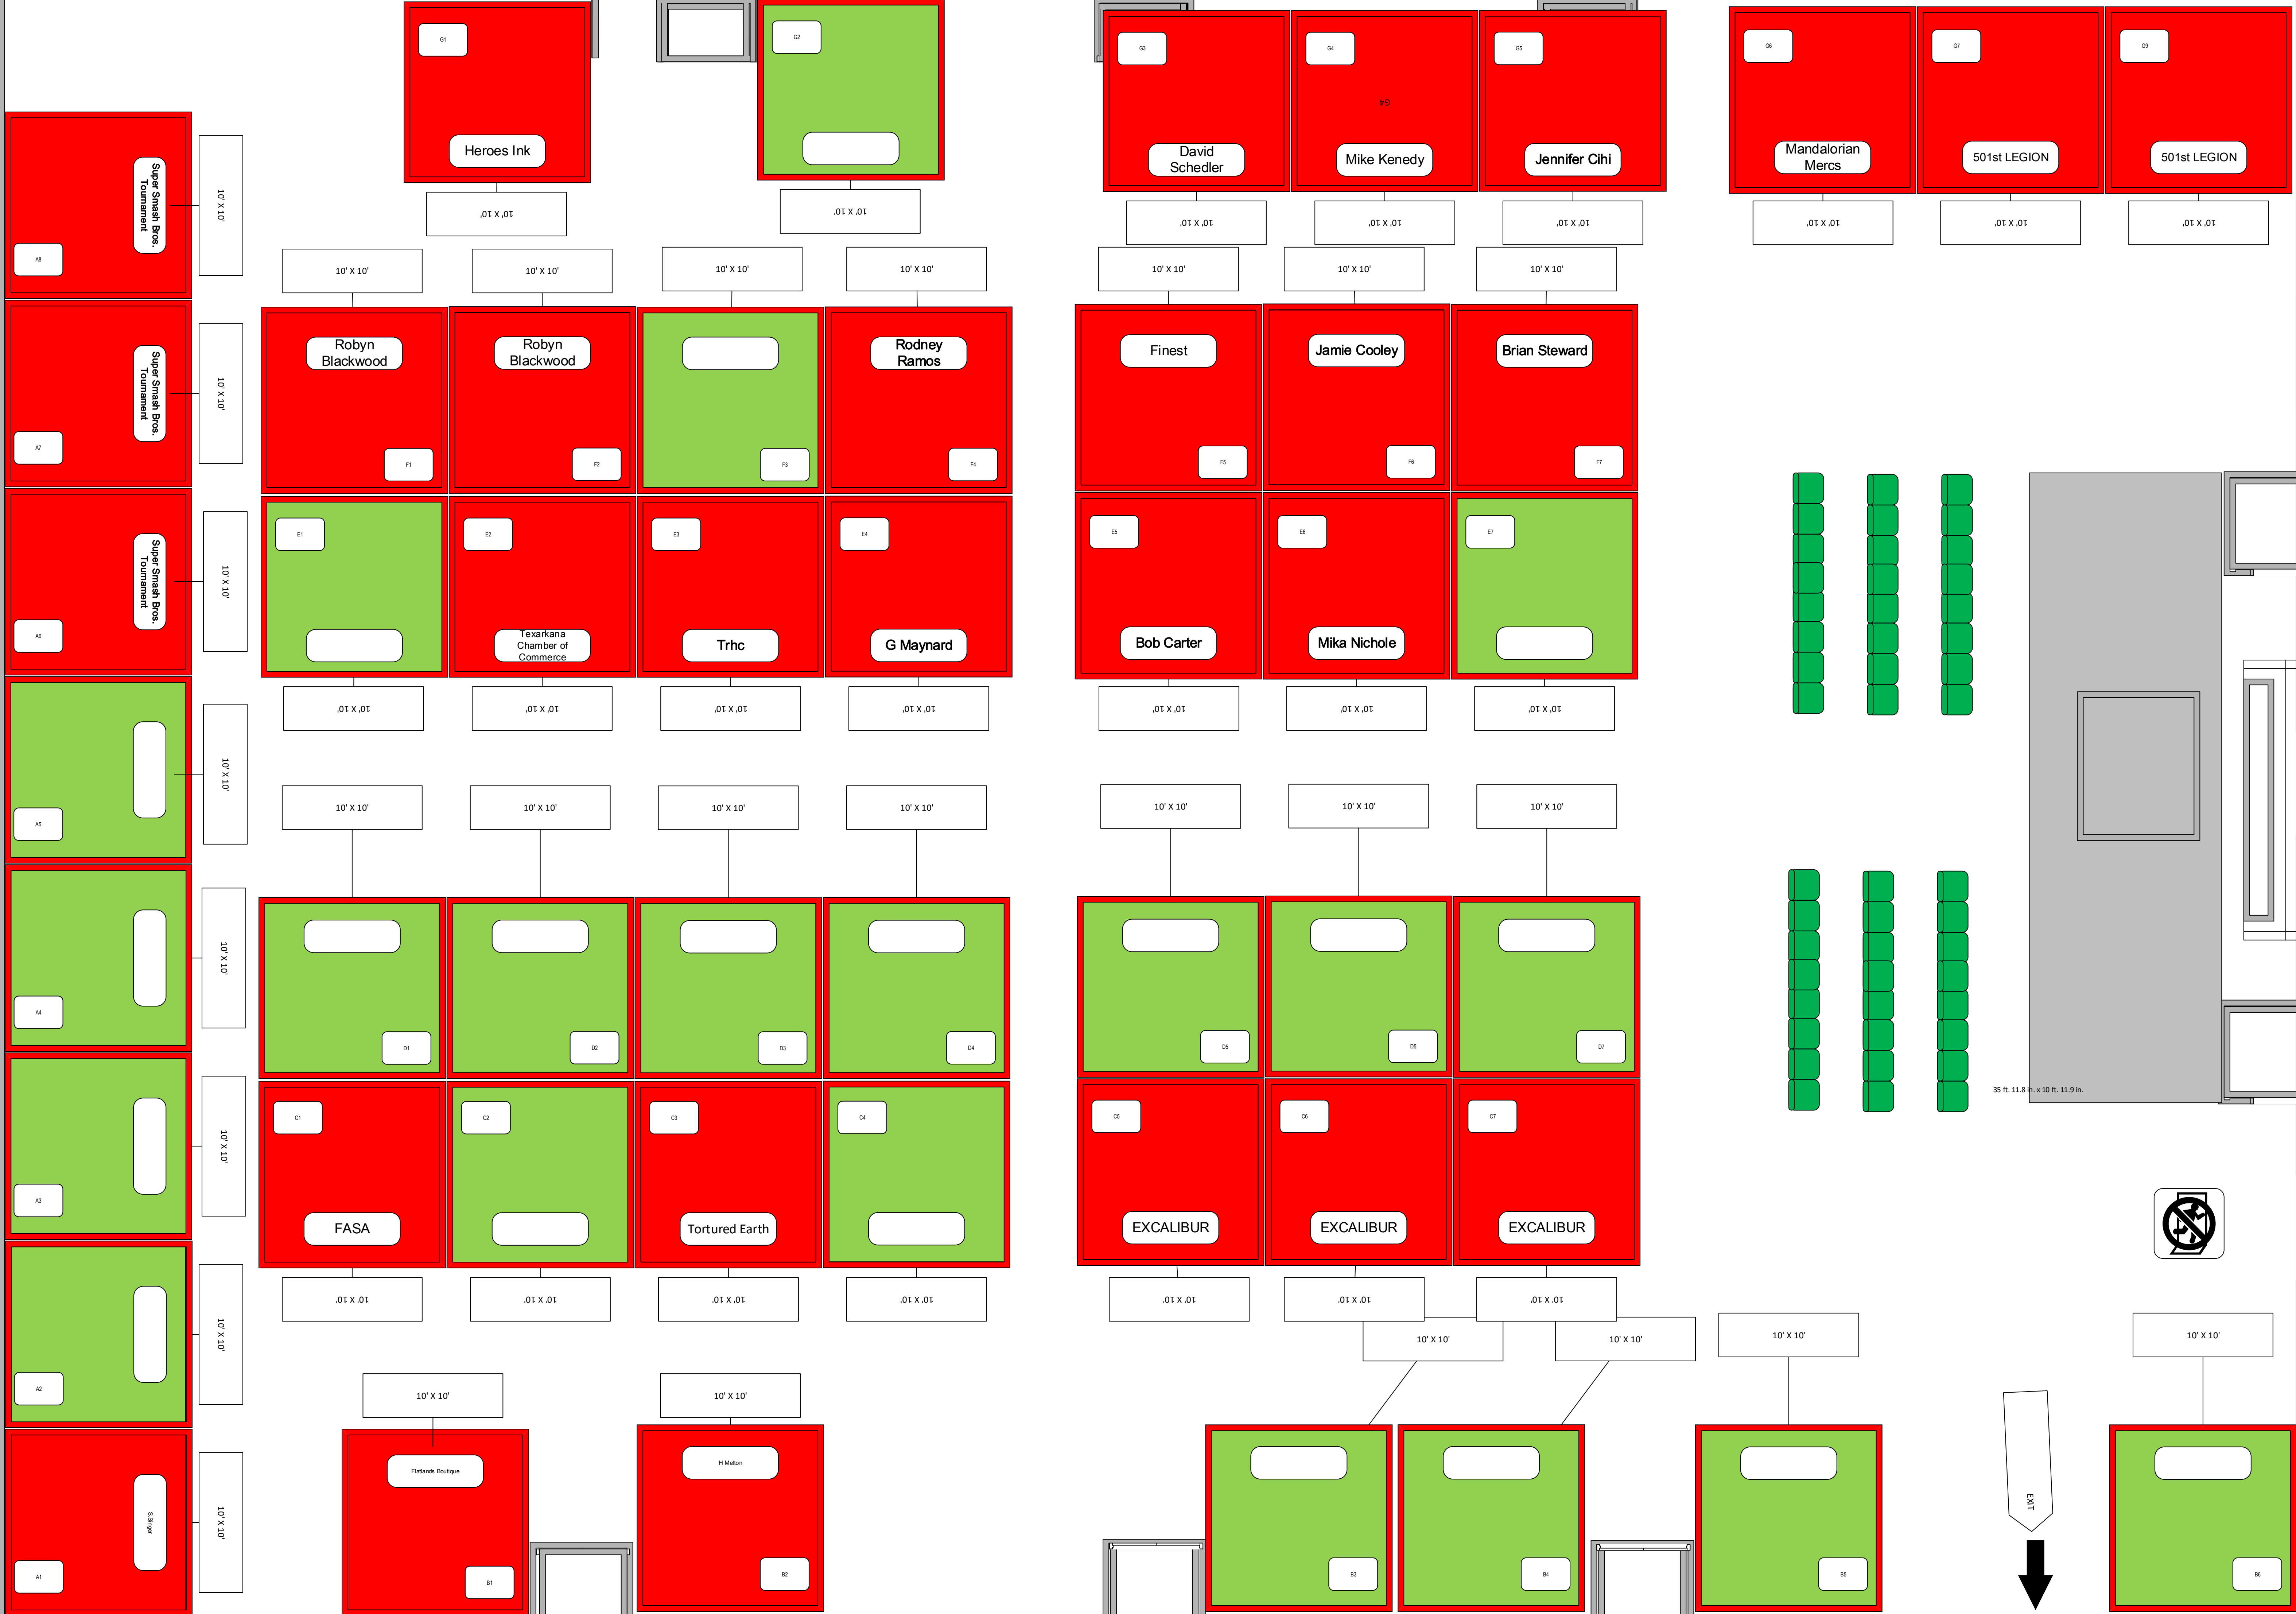 G1
Heroes Ink
10' X 10'
G2
10' X 10'
G3
David
Schedler
10' X 10'
G4
G4
Mike Kenedy
10' X 10'
G5
Jennifer Cihi
10' X 10'
G6
Mandalorian
Mercs
10' X 10'
G7
501st LEGION
10' X 10'
G8
501st LEGION
10' X 10'
Super Smash Bros.
Tournament
A8
10' X 10'
Super Smash Bros.
Tournament
A7
10' X 10'
Super Smash Bros.
Tournament
A6
10' X 10'
A5
10' X 10'
A4
10' X 10'
A3
10' X 10'
A2
10' X 10'
S.Singer
A1
10' X 10'
10' X 10'
Robyn
Blackwood
F1
10' X 10'
Robyn
Blackwood
F2
10' X 10'
F3
10' X 10'
Rodney
Ramos
F4
10' X 10'
Finest
F5
10' X 10'
Jamie Cooley
F6
10' X 10'
Brian Steward
F7
E1
10' X 10'
E2
Texarkana
Chamber of
Commerce
10' X 10'
E3
Trhc
10' X 10'
E4
G Maynard
10' X 10'
E5
Bob Carter
10' X 10'
E6
Mika Nichole
10' X 10'
E7
10' X 10'
10' X 10'
D1
10' X 10'
D2
10' X 10'
D3
10' X 10'
D4
10' X 10'
D5
10' X 10'
D6
10' X 10'
D7
C1
FASA
10' X 10'
C2
10' X 10'
C3
Tortured Earth
10' X 10'
C4
10' X 10'
C5
EXCALIBUR
10' X 10'
C6
EXCALIBUR
10' X 10'
C7
EXCALIBUR
10' X 10'
35 ft. 11.8 in. x 10 ft. 11.9 in.
10' X 10'
Flatlands Boutique
B1
10' X 10'
H Melton
B2
10' X 10'
B3
10' X 10'
B4
10' X 10'
B5
EXIT
10' X 10'
B6